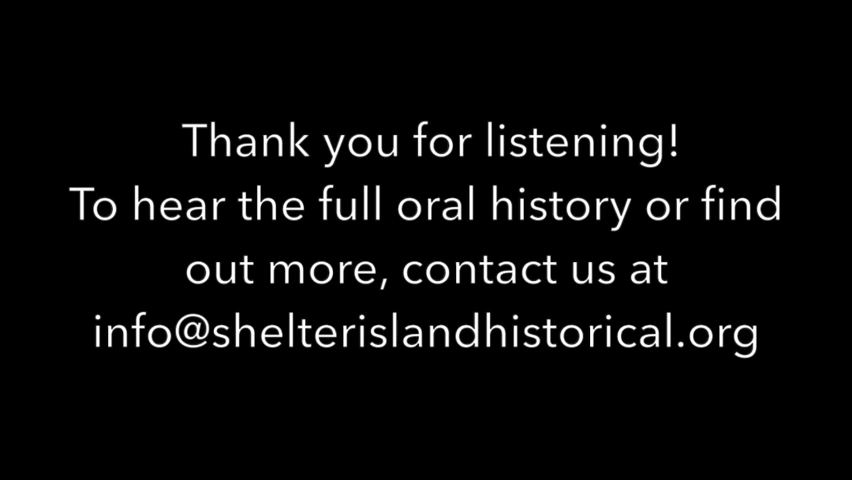 Thank you for listening!
To hear the full oral history or find
out more, contact us at
info@shelterislandhistorical.org